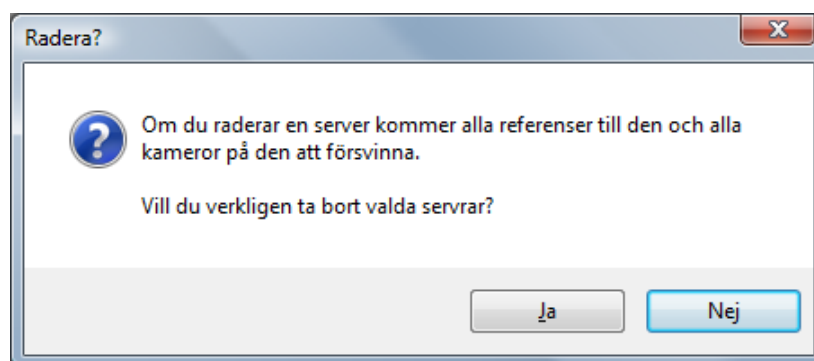 Radera?
Om du raderar en server kommer alla referenser till den och alla
kameror på den att försvinna.
Vill du verkligen ta bort valda servrar?
Ja
Nej